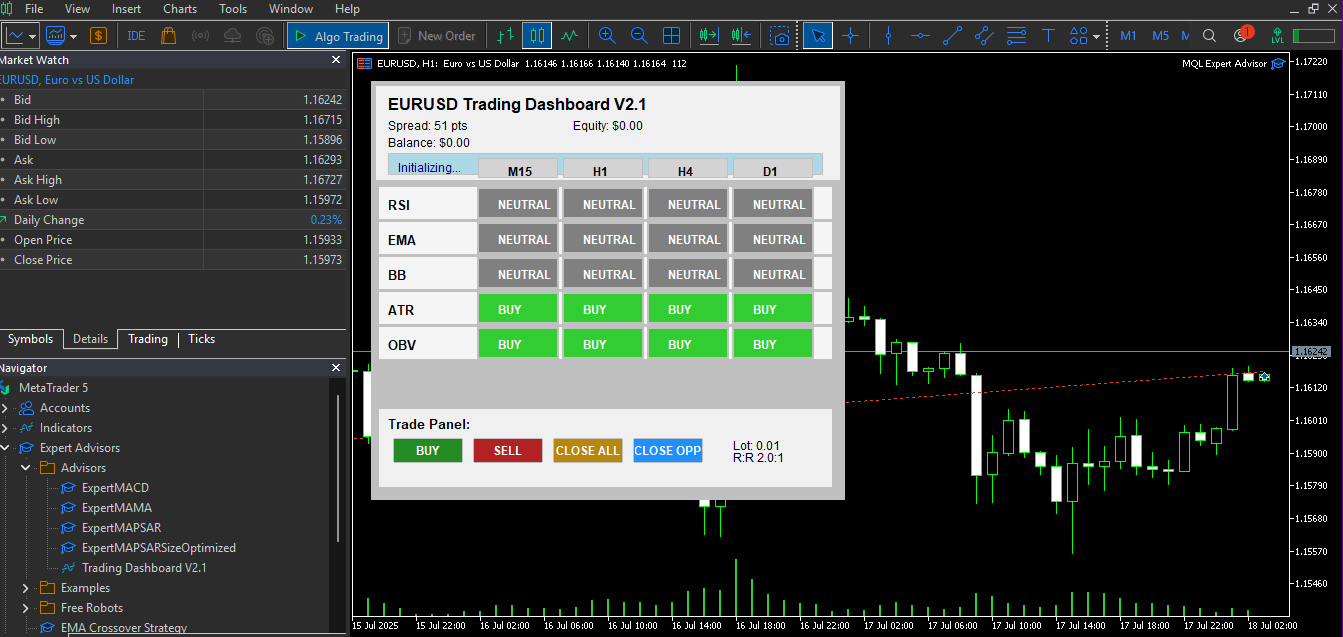 File View Insert Charts Tools Window Help
IDE Algo Trading New Order M1 M5 1 LVL
Market Watch
EURUSD, Euro vs US Dollar
Bid 1.16242
Bid High 1.16715
Bid Low 1.15896
Ask 1.16293
Ask High 1.16727
Ask Low 1.15972
Daily Change 0.23%
Open Price 1.15933
Close Price 1.15973
Symbols Details Trading Ticks
Navigator
MetaTrader 5
Accounts
Indicators
Expert Advisors
Advisors
ExpertMACD
ExpertMAMA
ExpertMAPSAR
ExpertMAPSARSizeOptimized
Trading Dashboard V2.1
Examples
Free Robots
EMA Crossover Strategy
EURUSD, H1: Euro vs US Dollar 1.16146 1.16166 1.16140 1.16164 112
MQL Expert Advisor
EURUSD Trading Dashboard V2.1
Spread: 51 pts Equity: $0.00
Balance: $0.00
Initializing... M15 H1 H4 D1
RSI NEUTRAL NEUTRAL NEUTRAL NEUTRAL
EMA NEUTRAL NEUTRAL NEUTRAL NEUTRAL
BB NEUTRAL NEUTRAL NEUTRAL NEUTRAL
ATR BUY BUY BUY BUY
OBV BUY BUY BUY BUY
Trade Panel:
BUY SELL CLOSE ALL CLOSE OPP
Lot: 0.01
R:R 2.0:1
1.17220
1.17110
1.17000
1.16890
1.16780
1.16670
1.16560
1.16450
1.16340
1.16242
1.16120
1.16010
1.15900
1.15790
1.15680
1.15570
1.15460
15 Jul 2025 15 Jul 22:00 16 Jul 02:00 16 Jul 06:00 16 Jul 10:00 16 Jul 14:00 16 Jul 18:00 16 Jul 22:00 17 Jul 02:00 17 Jul 06:00 17 Jul 10:00 17 Jul 14:00 17 Jul 18:00 17 Jul 22:00 18 Jul 02:00